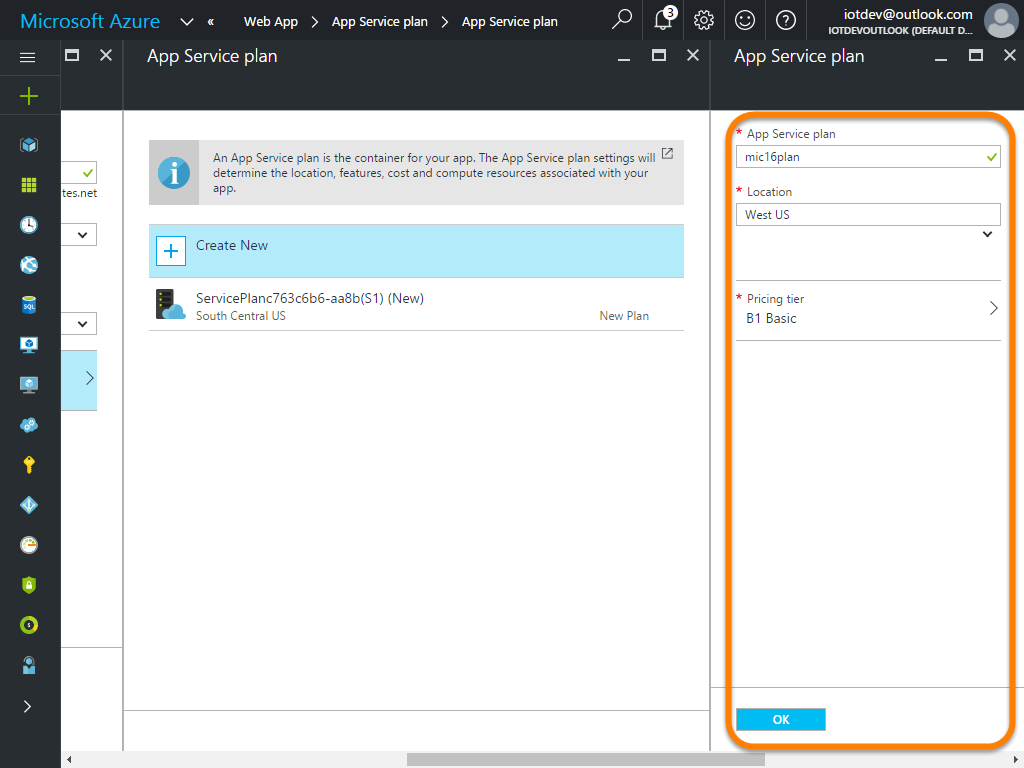 Microsoft Azure
«
Web App
App Service plan
App Service plan
3
iotdev@outlook.com
IOTDEVOUTLOOK (DEFAULT D...
App Service plan
App Service plan
tes.net
An App Service plan is the container for your app. The App Service plan settings will
determine the location, features, cost and compute resources associated with your
app.
Create New
ServicePlanc763c6b6-aa8b(S1) (New)
South Central US
New Plan
* App Service plan
mic16plan
* Location
West US
* Pricing tier
B1 Basic
SQL
OK